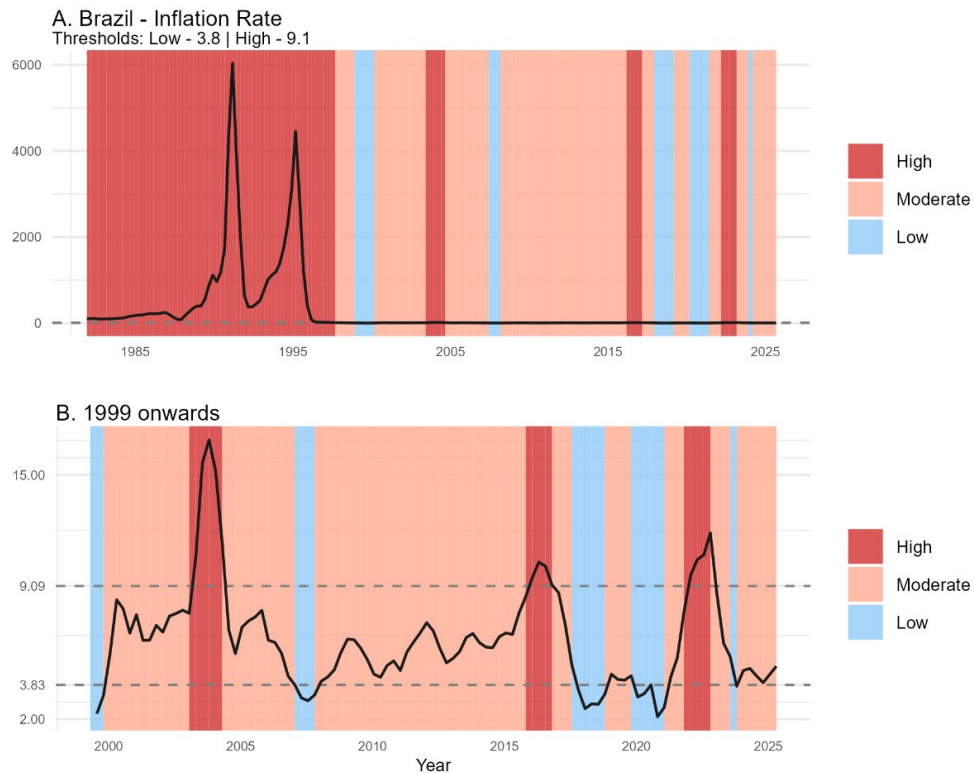 A. Brazil - Inflation Rate
Thresholds: Low - 3.8 | High - 9.1
6000
4000
2000
0
1985 1995 2005 2015 2025
High
Moderate
Low
B. 1999 onwards
15.00
9.09
3.83
2.00
2000 2005 2010 2015 2020 2025
Year
High
Moderate
Low